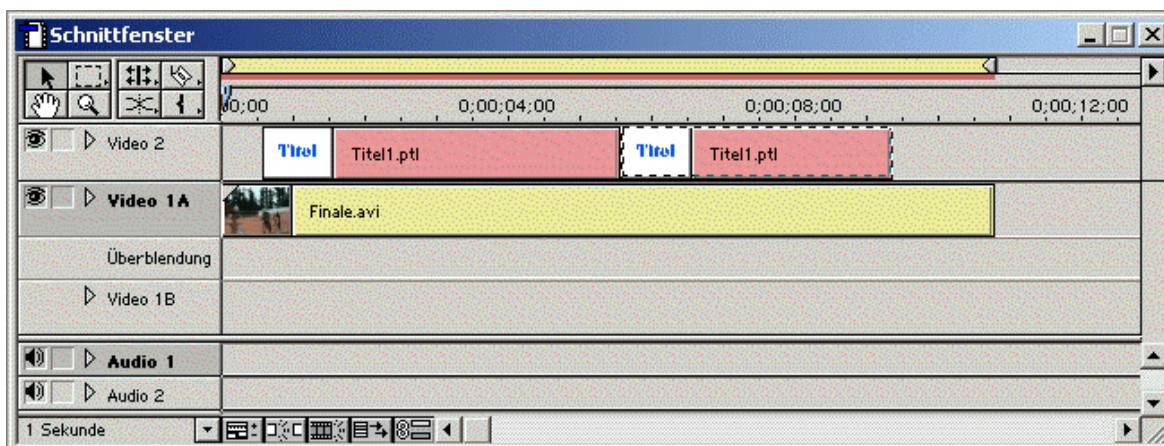 Schnittfenster
00;00 0;00;04;00 0;00;08;00 0;00;12;00
Video 2
Titel Titel1.ptl Titel Titel1.ptl
Video 1A
Finale.avi
Überblendung
Video 1B
Audio 1
Audio 2
1 Sekunde